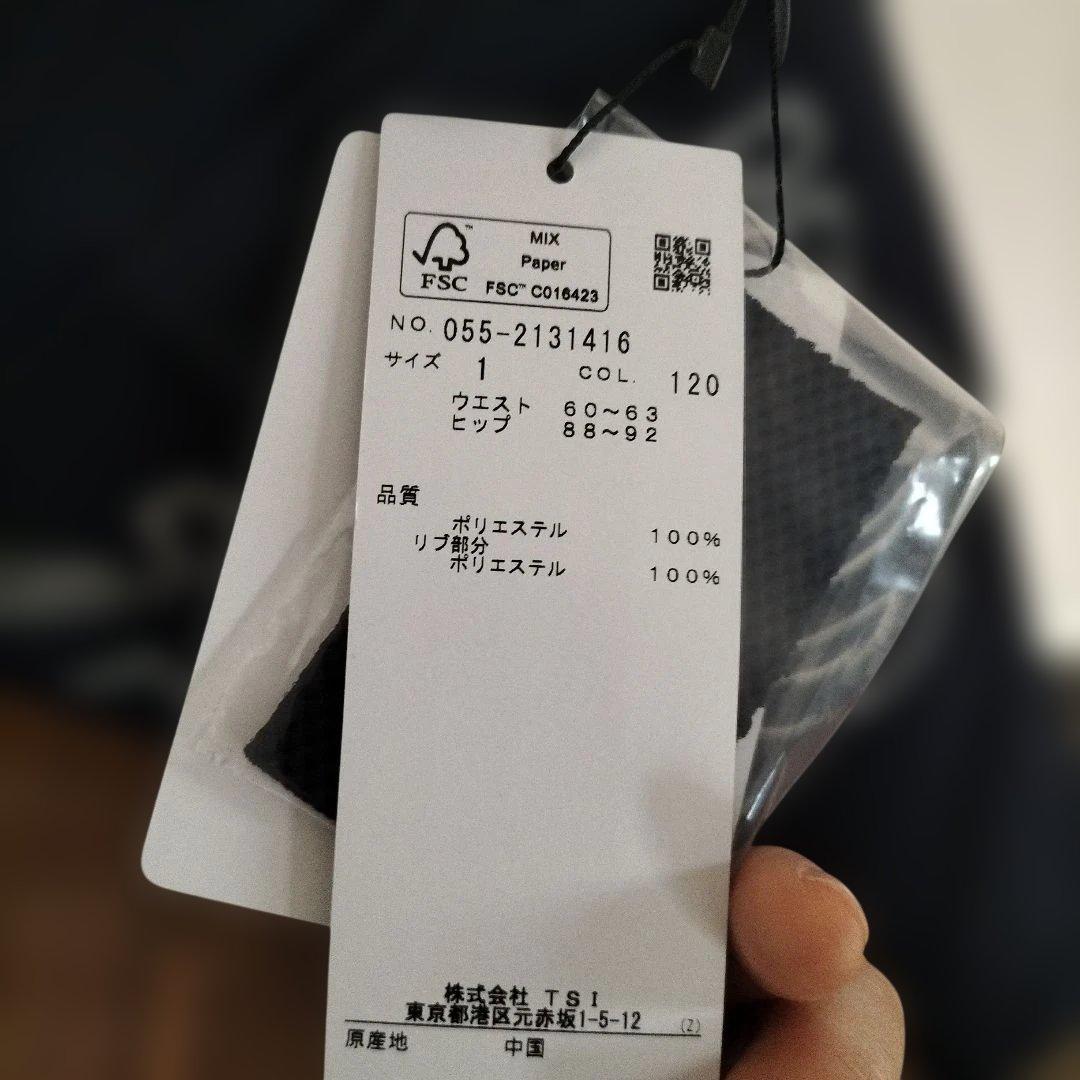 MIX
Paper
FSC™ FSC™ C016423
NO. 055-2131416
サイズ 1 COL. 120
ウエスト 60～63
ヒップ 88～92
品質
ポリエステル 100%
リブ部分
ポリエステル 100%
株式会社 TSI
東京都港区元赤坂1-5-12 (Z)
原産地 中国